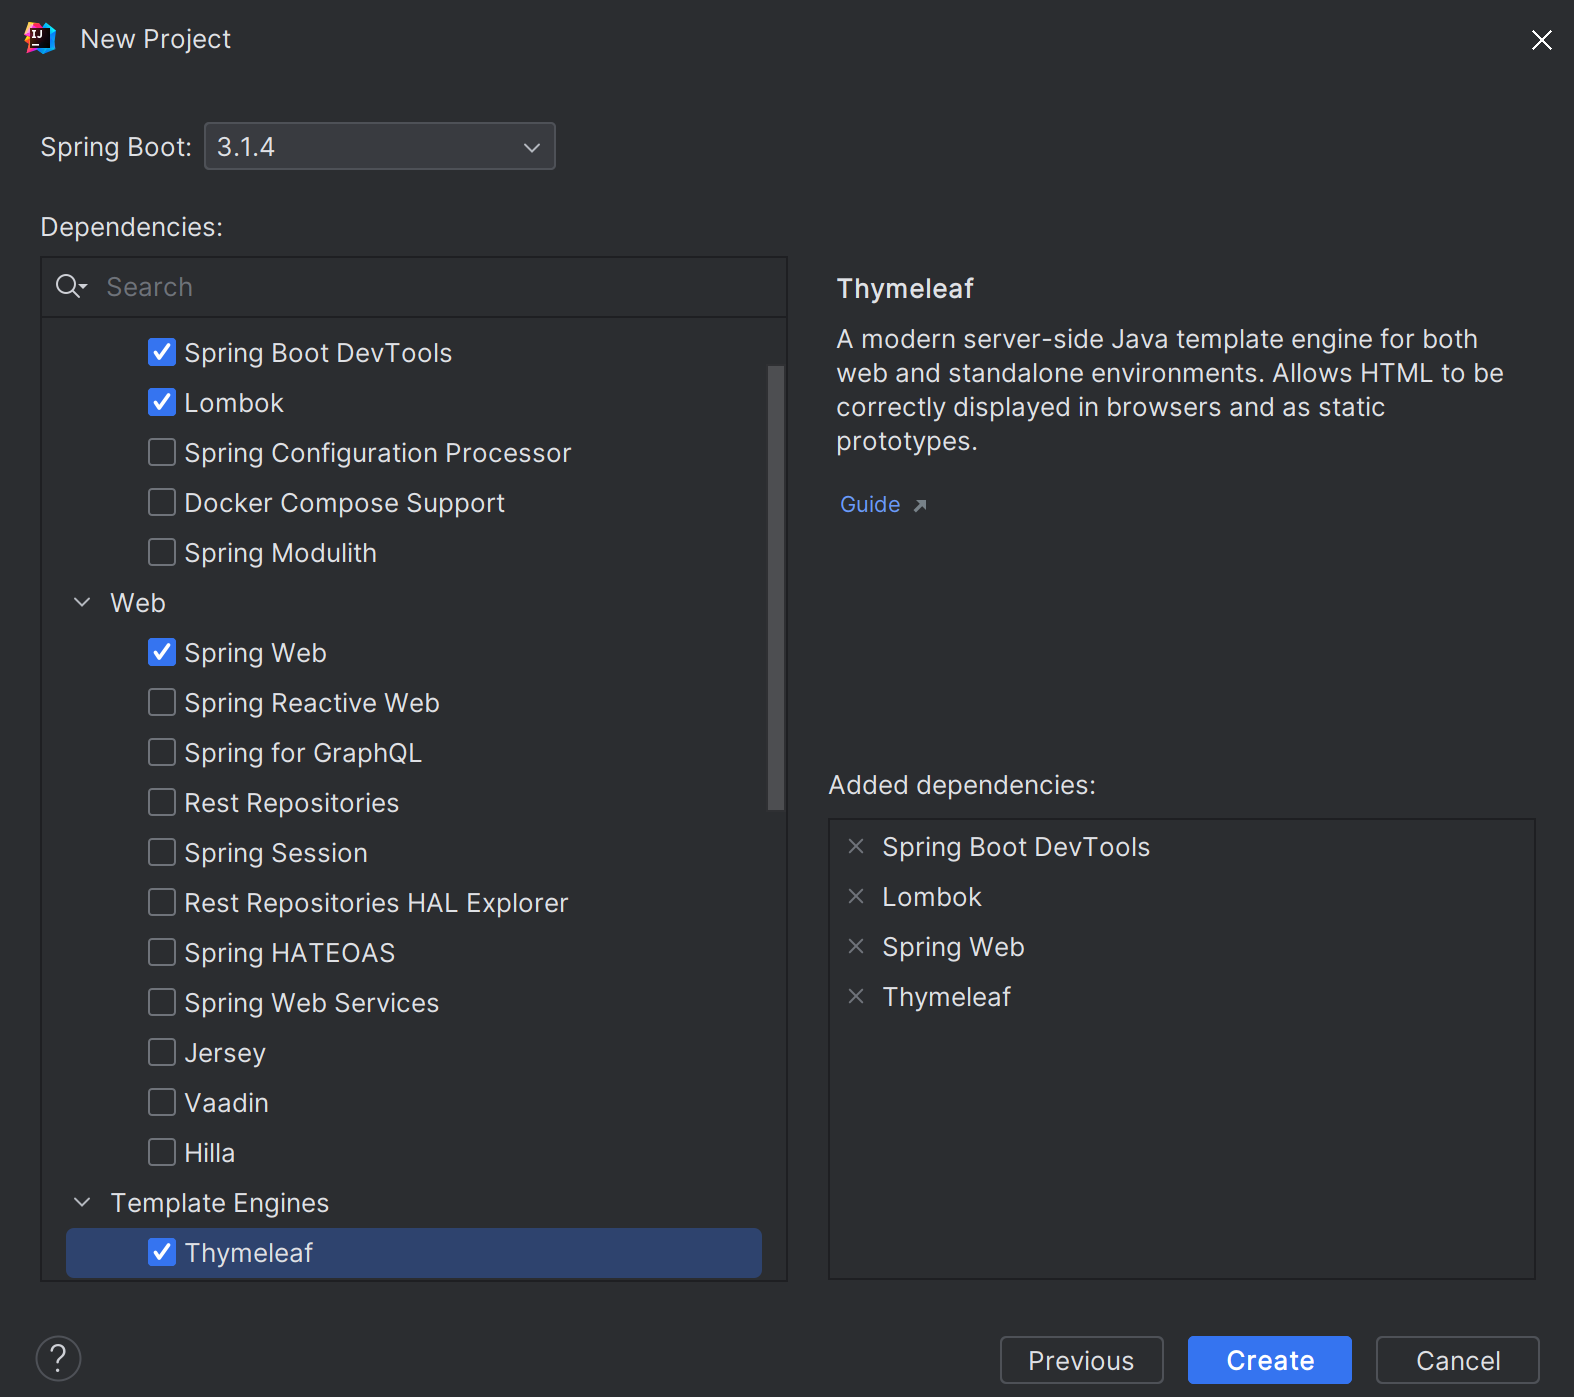 New Project
Spring Boot: 3.1.4
Dependencies:
Search
Spring Boot DevTools
Lombok
Spring Configuration Processor
Docker Compose Support
Spring Modulith
Web
Spring Web
Spring Reactive Web
Spring for GraphQL
Rest Repositories
Spring Session
Rest Repositories HAL Explorer
Spring HATEOAS
Spring Web Services
Jersey
Vaadin
Hilla
Template Engines
Thymeleaf
Thymeleaf
A modern server-side Java template engine for both
web and standalone environments. Allows HTML to be
correctly displayed in browsers and as static
prototypes.
Guide
Added dependencies:
Spring Boot DevTools
Lombok
Spring Web
Thymeleaf
?
Previous
Create
Cancel